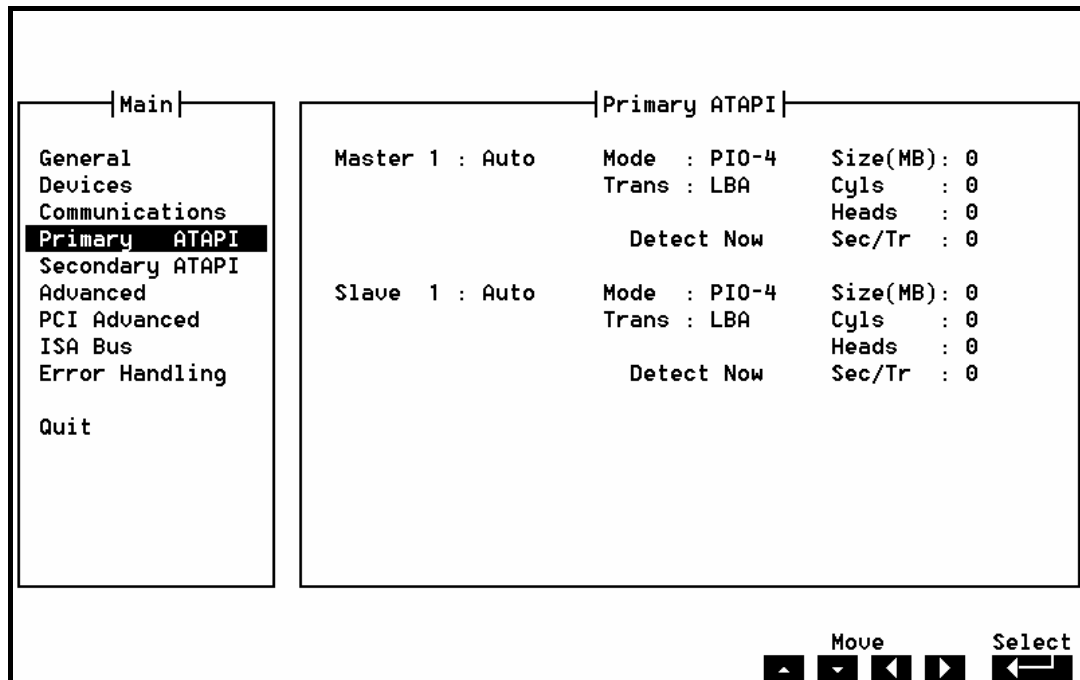 Main
General
Devices
Communications
Primary ATAPI
Secondary ATAPI
Advanced
PCI Advanced
ISA Bus
Error Handling
Quit
Primary ATAPI
Master 1 : Auto Mode : PIO-4 Size(MB): 0
Trans : LBA Cyls : 0
Heads : 0
Detect Now Sec/Tr : 0
Slave 1 : Auto Mode : PIO-4 Size(MB): 0
Trans : LBA Cyls : 0
Heads : 0
Detect Now Sec/Tr : 0
Move Select